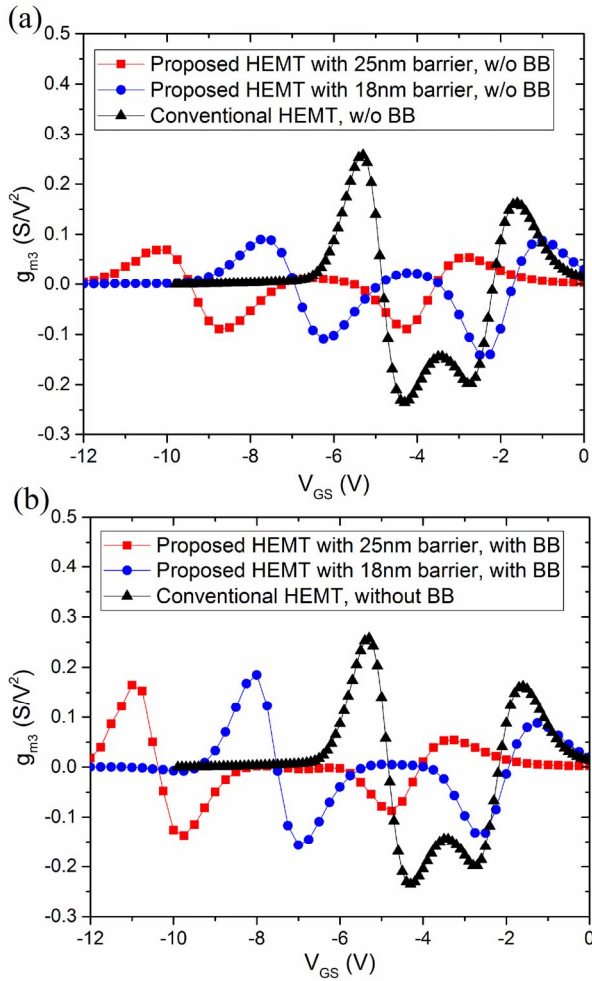 (a)
0.5
0.4
0.3
0.2
0.1
0.0
-0.1
-0.2
-0.3
g_m3 (S/V²)
Proposed HEMT with 25nm barrier, w/o BB
Proposed HEMT with 18nm barrier, w/o BB
Conventional HEMT, w/o BB
-12 -10 -8 -6 -4 -2 0
V_GS (V)
(b)
0.5
0.4
0.3
0.2
0.1
0.0
-0.1
-0.2
-0.3
g_m3 (S/V²)
Proposed HEMT with 25nm barrier, with BB
Proposed HEMT with 18nm barrier, with BB
Conventional HEMT, without BB
-12 -10 -8 -6 -4 -2 0
V_GS (V)